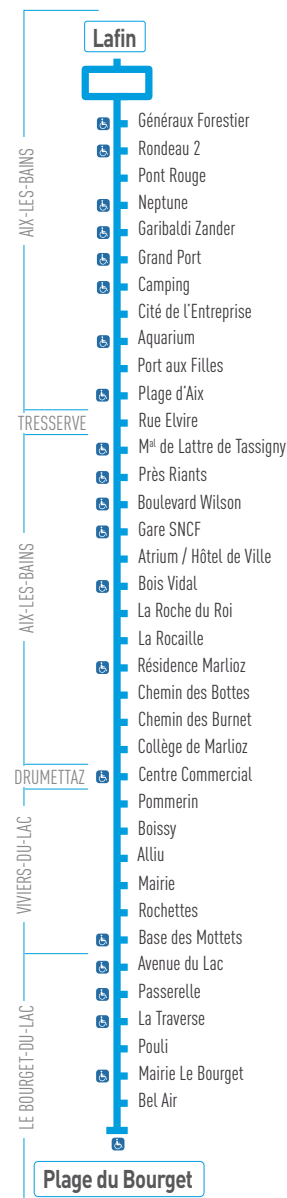 Lafin
Généraux Forestier
Rondeau 2
Pont Rouge
Neptune
Garibaldi Zander
Grand Port
Camping
Cité de l'Entreprise
Aquarium
Port aux Filles
Plage d'Aix
AIX-LES-BAINS
Rue Elvire
TRESSERVE
Mal de Lattre de Tassigny
Près Riants
Boulevard Wilson
Gare SNCF
Atrium / Hôtel de Ville
Bois Vidal
La Roche du Roi
La Rocaille
Résidence Marlioz
Chemin des Bottes
Chemin des Burnet
Collège de Marlioz
AIX-LES-BAINS
Centre Commercial
DRUMETTAZ
Pommerin
Boissy
Alliu
Mairie
Rochettes
Base des Mottets
VIVIERS-DU-LAC
Avenue du Lac
Passerelle
La Traverse
Pouli
Mairie Le Bourget
Bel Air
LE BOURGET-DU-LAC
Plage du Bourget